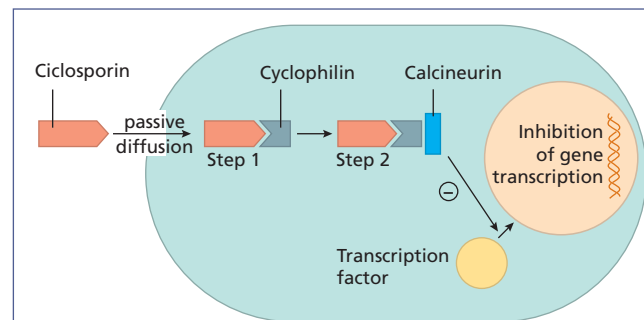 Ciclosporin
Cyclophilin
Calcineurin
passive
diffusion
Step 1
Step 2
Inhibition
of gene
transcription
−
Transcription
factor